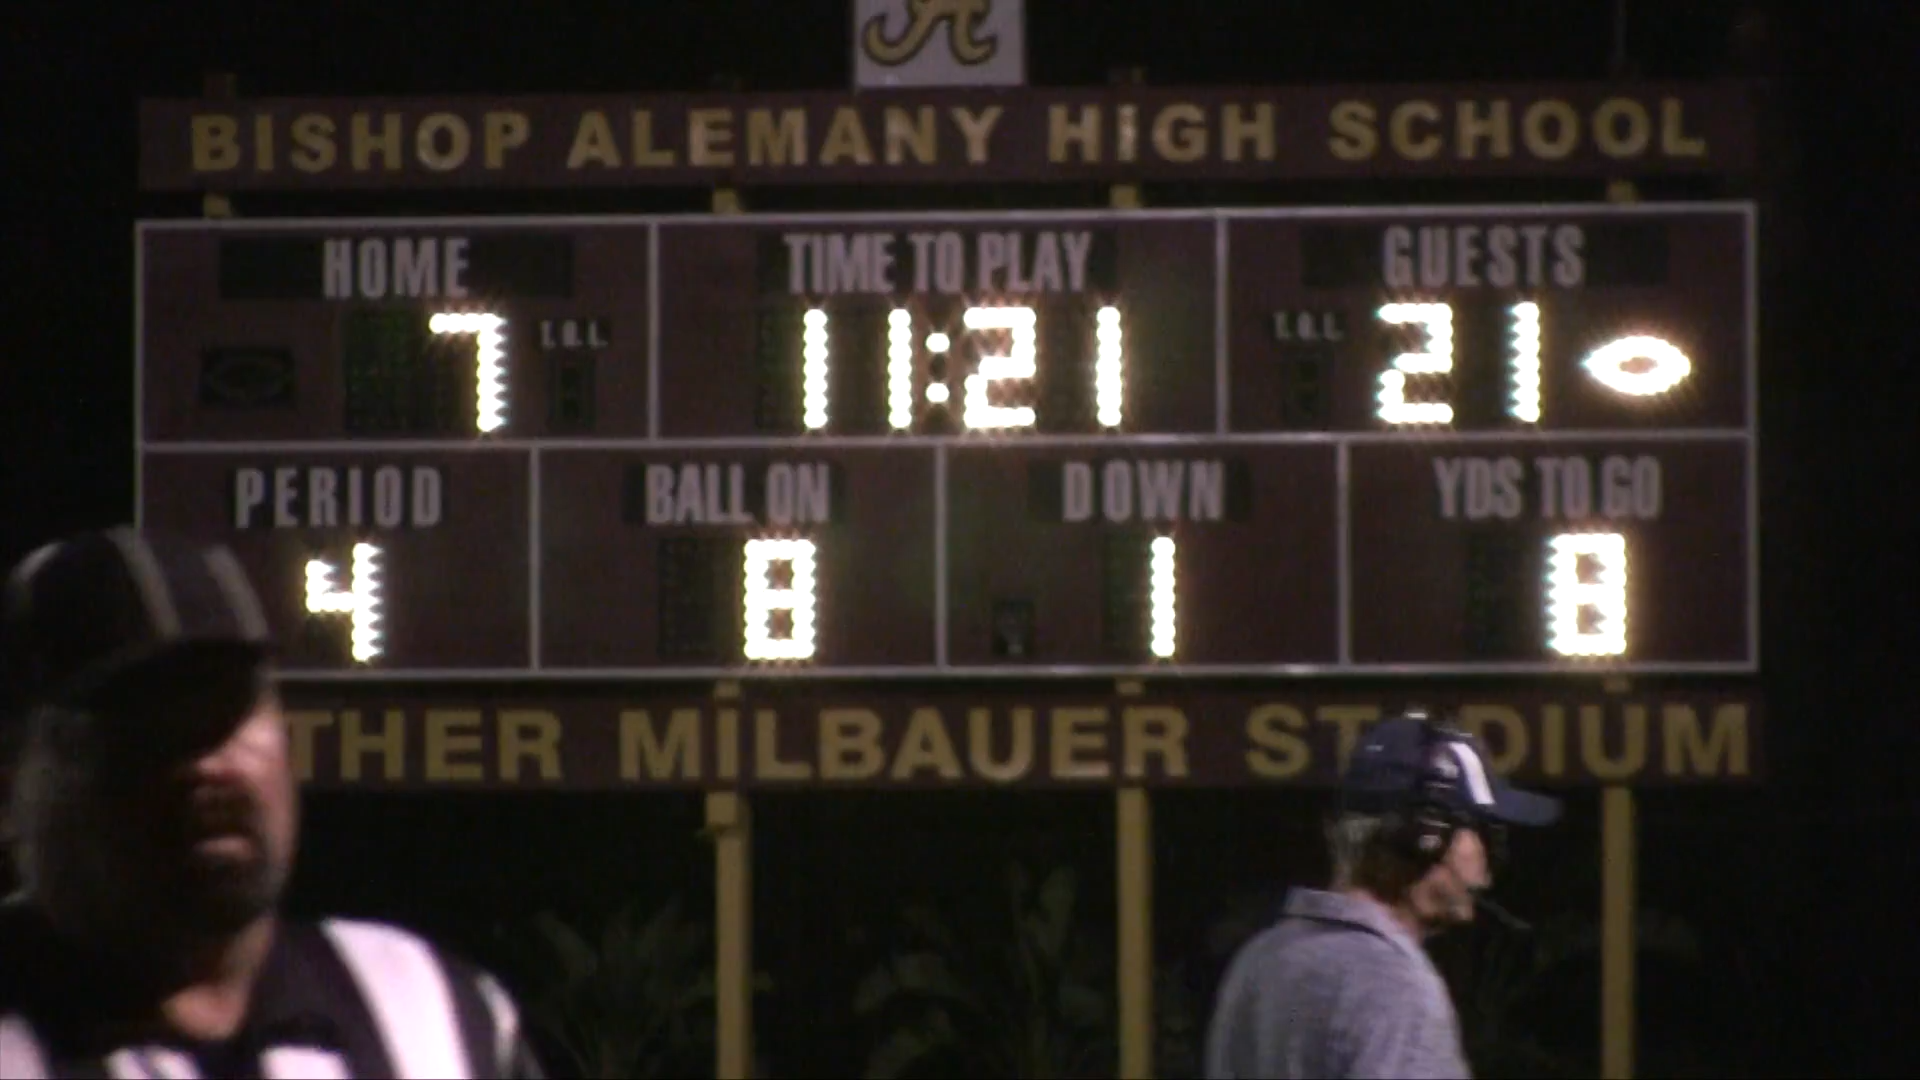 A
BISHOP ALEMANY HIGH SCHOOL
HOME TIME TO PLAY GUESTS
7 T.O.L. 11:21 T.O.L. 21
PERIOD BALL ON DOWN YDS TO GO
4 8 1 8
THER MILBAUER ST DIUM